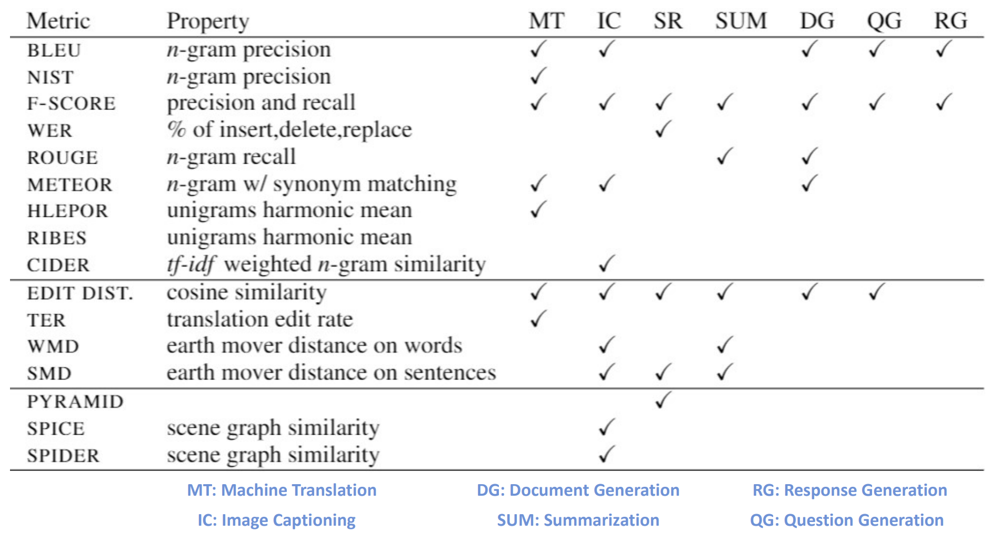 Metric Property MT IC SR SUM DG QG RG
BLEU n-gram precision ✓ ✓ ✓ ✓ ✓
NIST n-gram precision ✓
F-SCORE precision and recall ✓ ✓ ✓ ✓ ✓ ✓ ✓
WER % of insert,delete,replace ✓
ROUGE n-gram recall ✓ ✓
METEOR n-gram w/ synonym matching ✓ ✓ ✓
HLEPOR unigrams harmonic mean ✓
RIBES unigrams harmonic mean
CIDER tf-idf weighted n-gram similarity ✓
EDIT DIST. cosine similarity ✓ ✓ ✓ ✓ ✓ ✓
TER translation edit rate ✓
WMD earth mover distance on words ✓ ✓
SMD earth mover distance on sentences ✓ ✓ ✓
PYRAMID ✓
SPICE scene graph similarity ✓
SPIDER scene graph similarity ✓
MT: Machine Translation DG: Document Generation RG: Response Generation
IC: Image Captioning SUM: Summarization QG: Question Generation